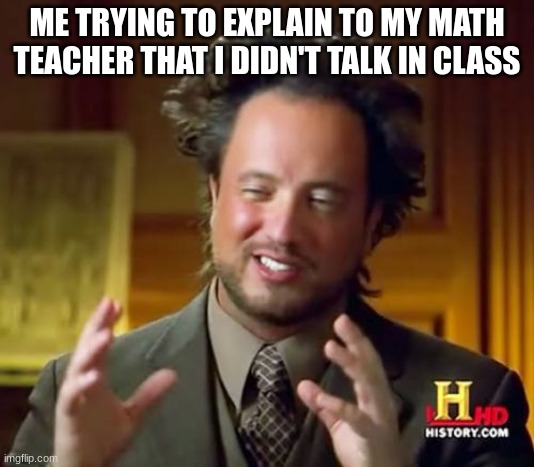 ME TRYING TO EXPLAIN TO MY MATH
TEACHER THAT I DIDN'T TALK IN CLASS
H HD
HISTORY.COM
imgflip.com